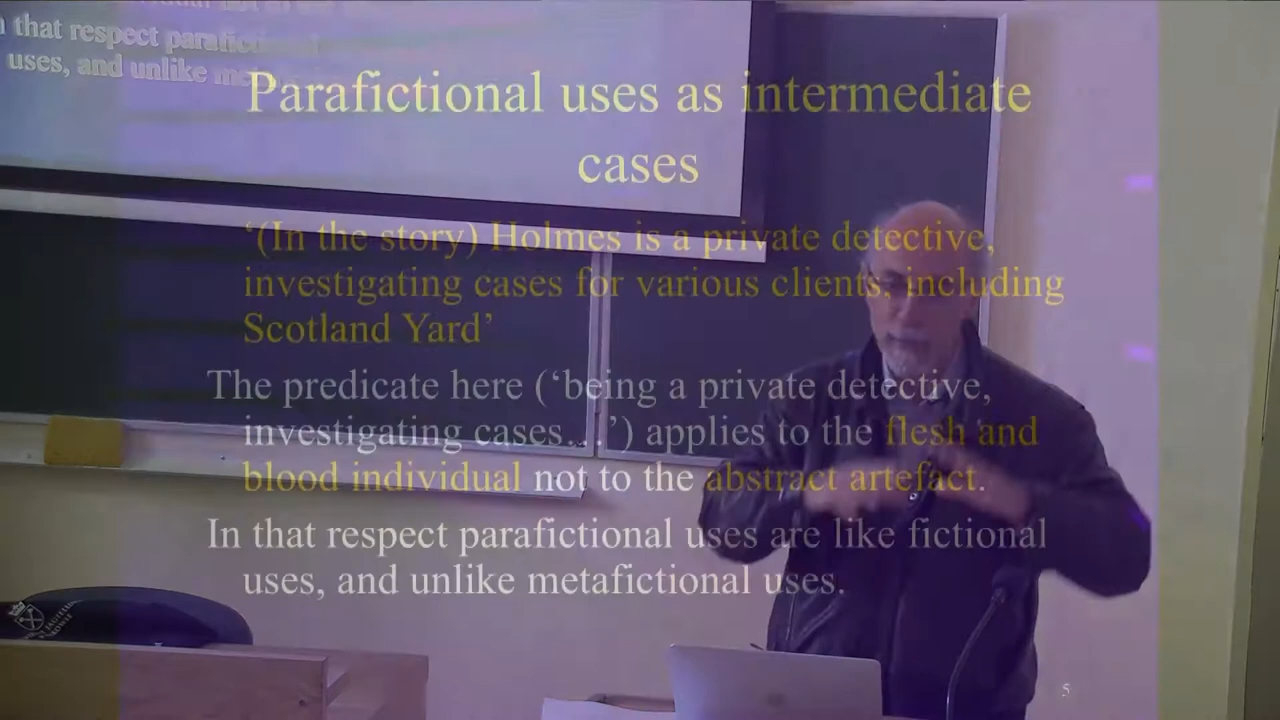 that respect parafictional
uses, and unlike
Parafictional uses as intermediate
cases
‘(In the story) Holmes is a private detective,
investigating cases for various clients, including
Scotland Yard’
The predicate here (‘being a private detective,
investigating cases…’) applies to the flesh and
blood individual not to the abstract artefact.
In that respect parafictional uses are like fictional
uses, and unlike metafictional uses.
5